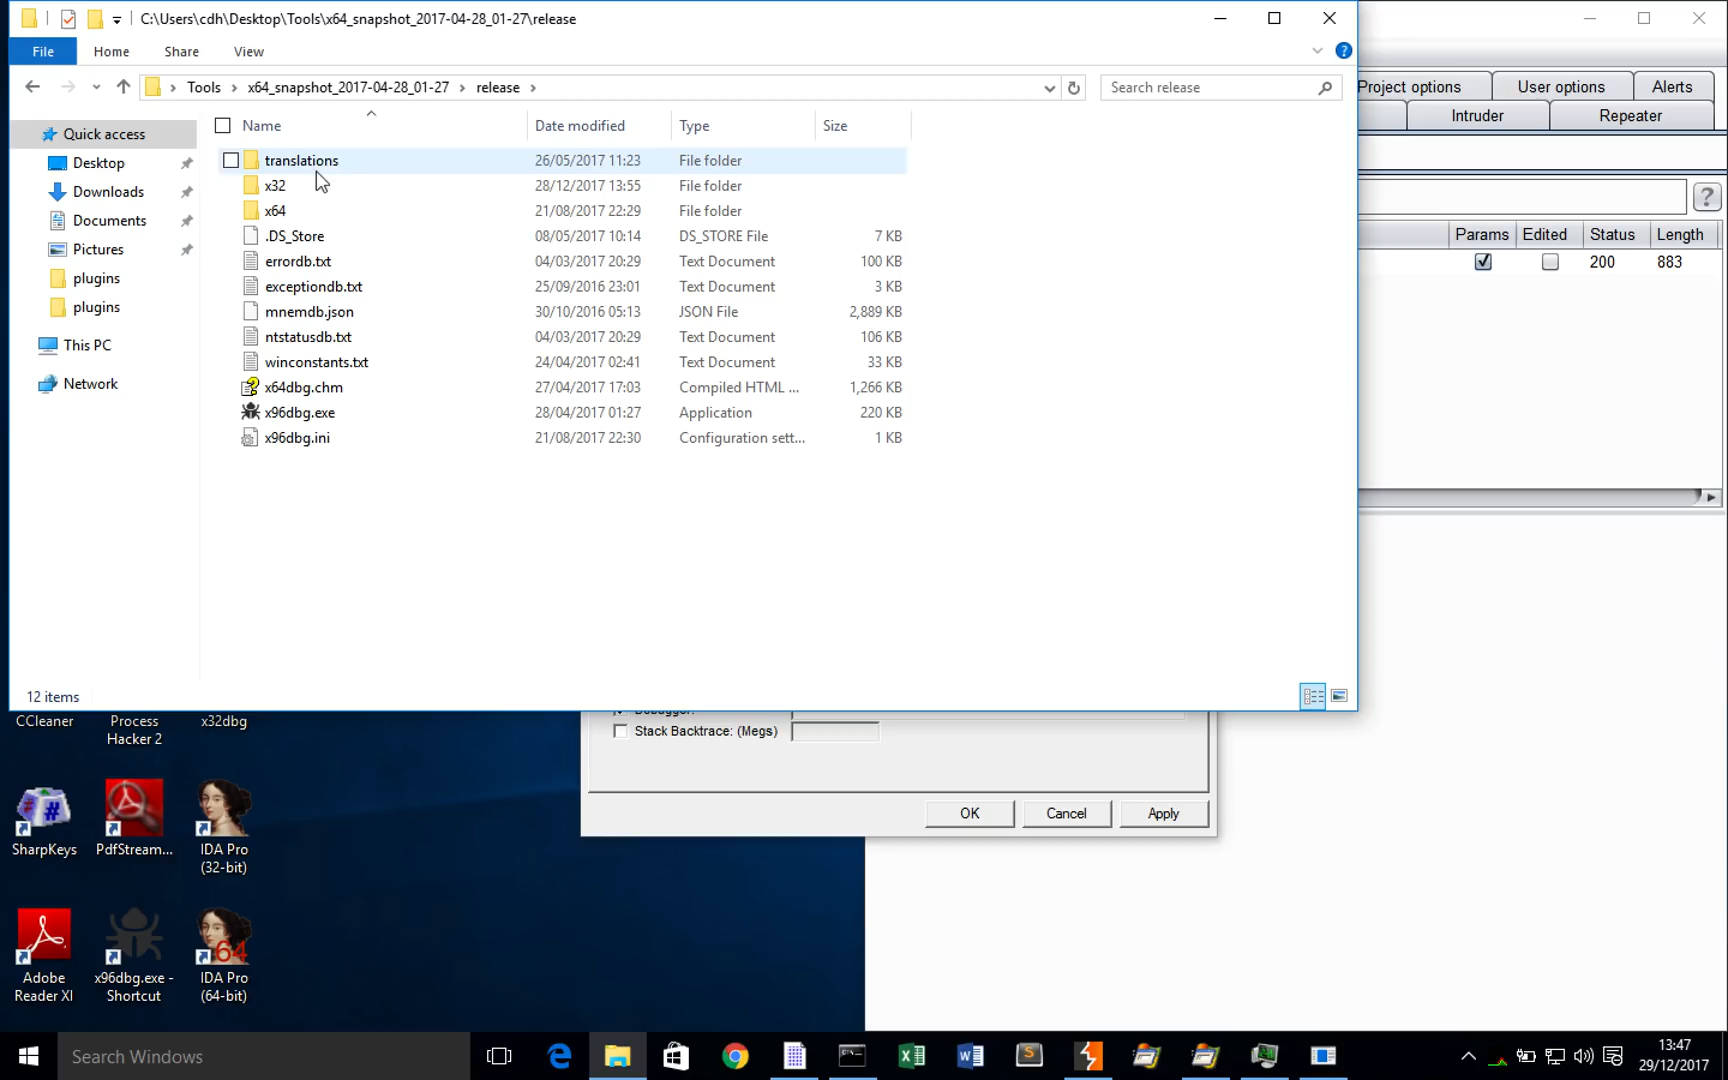 C:\Users\cdh\Desktop\Tools\x64_snapshot_2017-04-28_01-27\release
File Home Share View
Tools x64_snapshot_2017-04-28_01-27 release
Search release
Quick access
Desktop
Downloads
Documents
Pictures
plugins
plugins
This PC
Network
Name Date modified Type Size
translations 26/05/2017 11:23 File folder
x32 28/12/2017 13:55 File folder
x64 21/08/2017 22:29 File folder
.DS_Store 08/05/2017 10:14 DS_STORE File 7 KB
errordb.txt 04/03/2017 20:29 Text Document 100 KB
exceptiondb.txt 25/09/2016 23:01 Text Document 3 KB
mnemdb.json 30/10/2016 05:13 JSON File 2,889 KB
ntstatusdb.txt 04/03/2017 20:29 Text Document 106 KB
winconstants.txt 24/04/2017 02:41 Text Document 33 KB
x64dbg.chm 27/04/2017 17:03 Compiled HTML ... 1,266 KB
x96dbg.exe 28/04/2017 01:27 Application 220 KB
x96dbg.ini 21/08/2017 22:30 Configuration sett... 1 KB
12 items
Project options User options Alerts
Intruder Repeater
?
Params Edited Status Length
200 883
Debugger:
Stack Backtrace: (Megs)
OK Cancel Apply
CCleaner
Process
Hacker 2
x32dbg
SharpKeys
PdfStream...
IDA Pro
(32-bit)
Adobe
Reader XI
x96dbg.exe -
Shortcut
64
IDA Pro
(64-bit)
Search Windows
13:47
29/12/2017